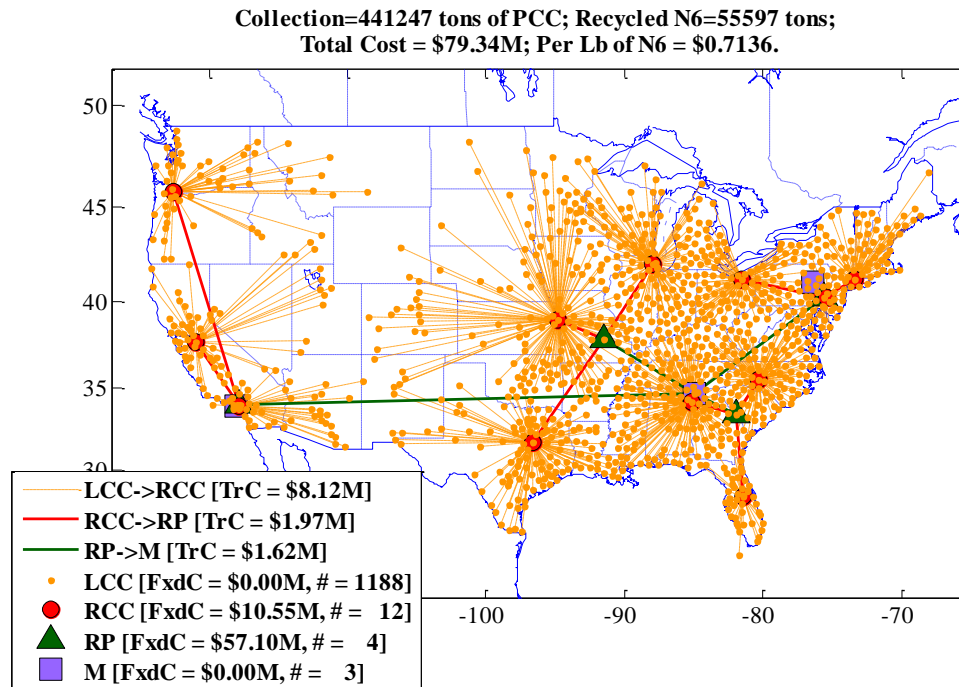 Collection=441247 tons of PCC; Recycled N6=55597 tons;
Total Cost = $79.34M; Per Lb of N6 = $0.7136.
50
45
40
35
30
LCC->RCC [TrC = $8.12M]
RCC->RP [TrC = $1.97M]
RP->M [TrC = $1.62M]
LCC [FxdC = $0.00M, # = 1188]
RCC [FxdC = $10.55M, # = 12]
RP [FxdC = $57.10M, # = 4]
M [FxdC = $0.00M, # = 3]
-100 -90 -80 -70